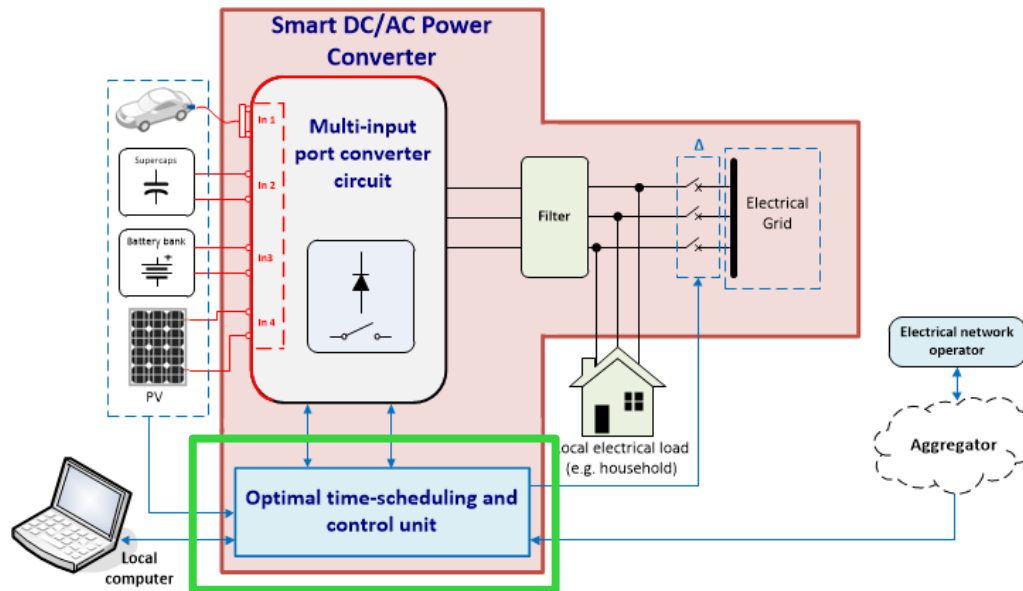 Smart DC/AC Power
Converter
In 1
Multi-input
port converter
circuit
Supercaps
In 2
Battery bank
+
In3
In 4
PV
Filter
Δ
Electrical
Grid
Electrical network
operator
Aggregator
ocal electrical load
(e.g. household)
Optimal time-scheduling and
control unit
Local
computer